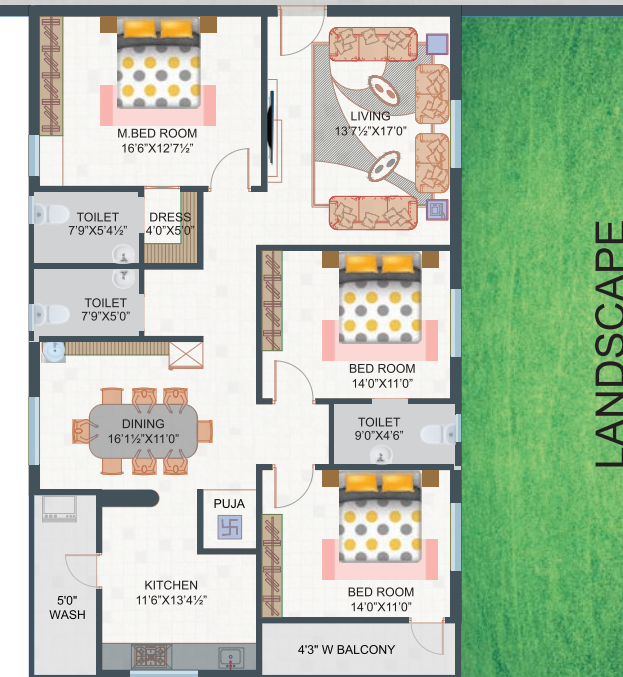 M.BED ROOM
16'6"X12'7½"
LIVING
13'7½"X17'0"
TOILET
7'9"X5'4½"
DRESS
4'0"X5'0"
TOILET
7'9"X5'0"
BED ROOM
14'0"X11'0"
DINING
16'1½"X11'0"
TOILET
9'0"X4'6"
PUJA
KITCHEN
11'6"X13'4½"
5'0"
WASH
BED ROOM
14'0"X11'0"
4'3" W BALCONY
LANDSCAPE